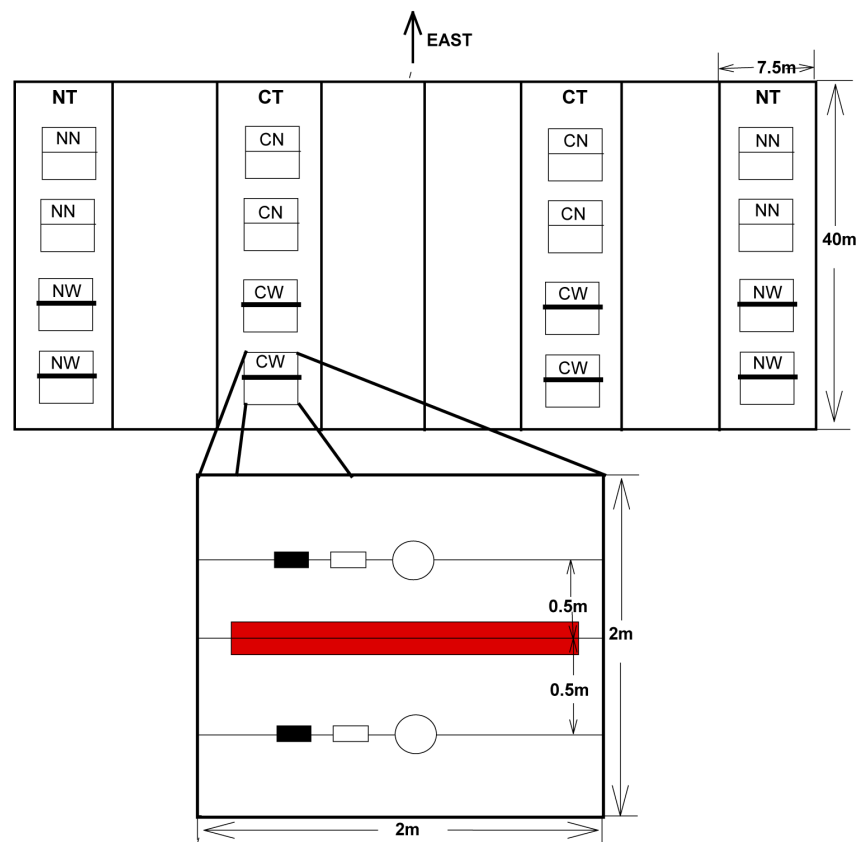 EAST
7.5m
NT CT CT NT
NN CN CN NN
NN CN CN NN
40m
NW CW CW NW
NW CW CW NW
0.5m
2m
0.5m
2m